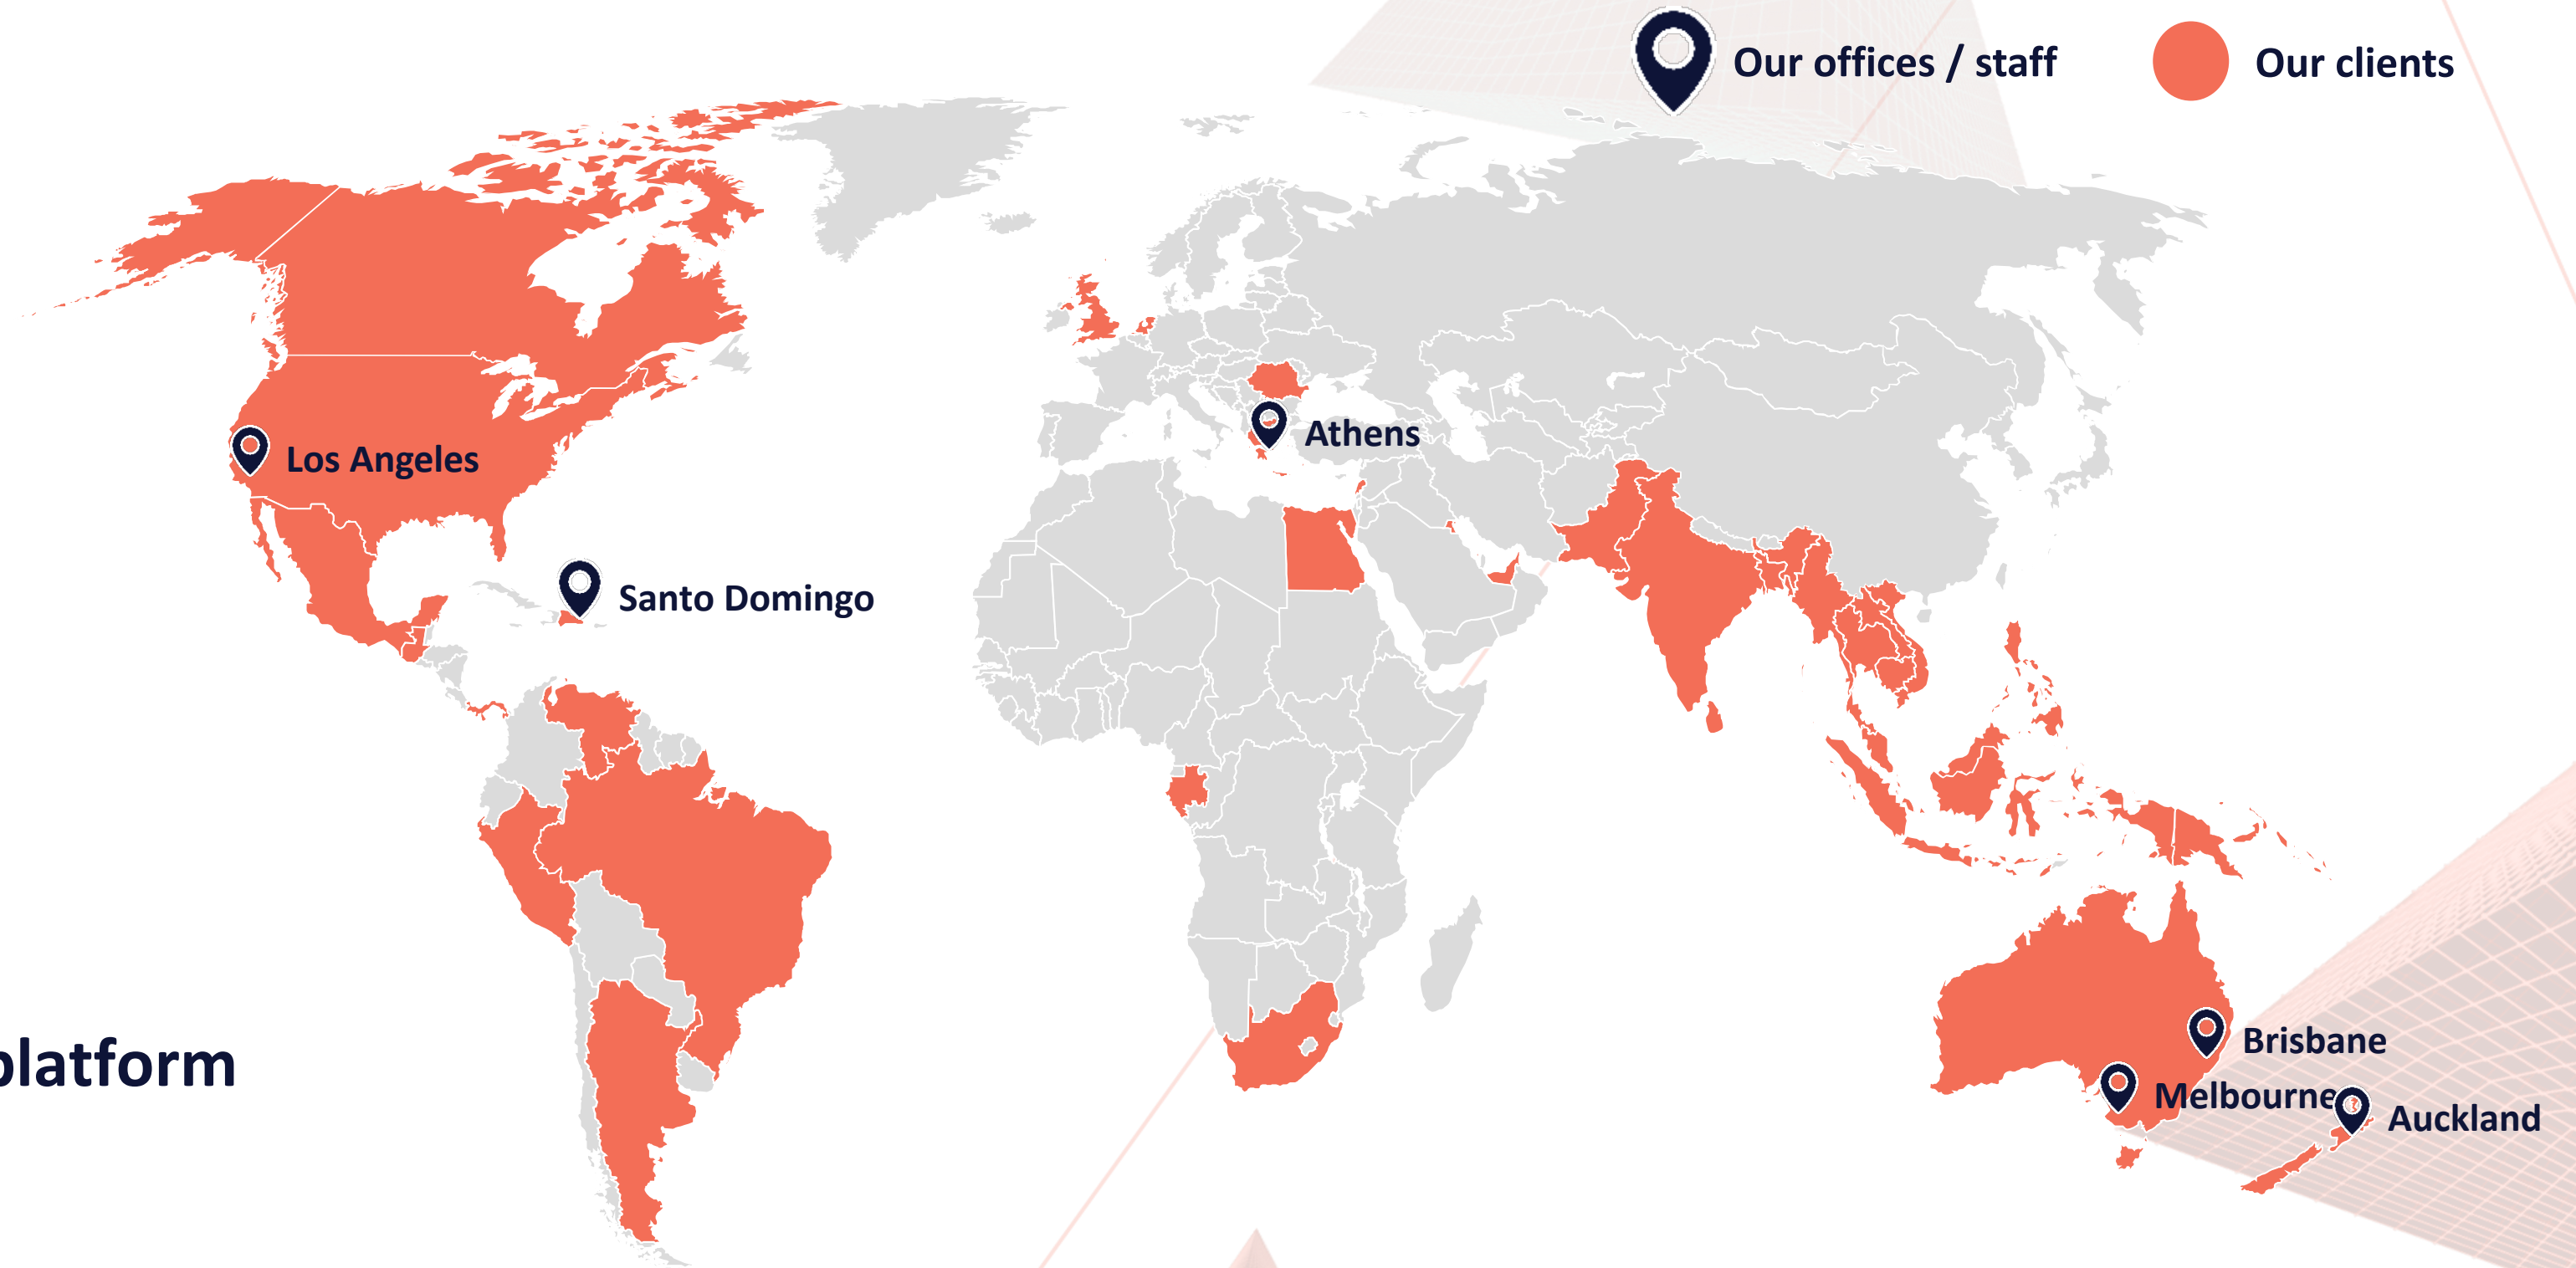 Our offices / staff
Our clients
Athens
Los Angeles
Santo Domingo
Brisbane
platform
Melbourne
Auckland